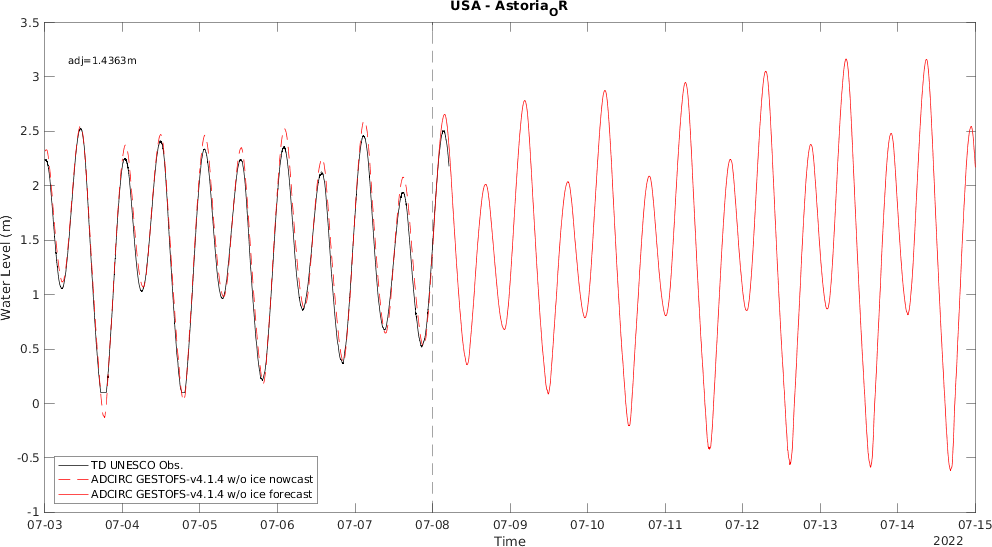 USA - Astoria_OR
3.5
adj=1.4363m
3
2.5
2
1.5
1
0.5
0
-0.5
-1
Water Level (m)
TD UNESCO Obs.
ADCIRC GESTOFS-v4.1.4 w/o ice nowcast
ADCIRC GESTOFS-v4.1.4 w/o ice forecast
07-03 07-04 07-05 07-06 07-07 07-08 07-09 07-10 07-11 07-12 07-13 07-14 07-15
Time
2022